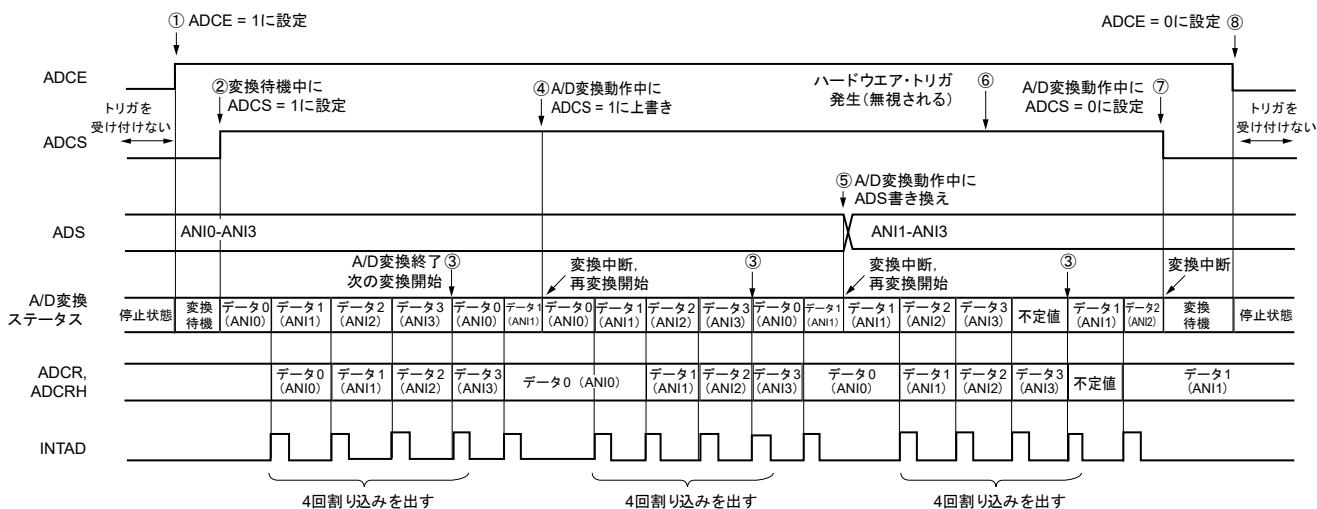 ① ADCE = 1に設定
ADCE = 0に設定 ⑧
ADCE
②変換待機中に
ADCS = 1に設定
④A/D変換動作中に
ADCS = 1に上書き
ハードウエア・トリガ
発生(無視される)
⑥
A/D変換動作中に
ADCS = 0に設定
⑦
トリガを
受け付けない
トリガを
受け付けない
ADCS
⑤A/D変換動作中に
ADS書き換え
ADS
ANI0-ANI3
ANI1-ANI3
A/D変換終了③
次の変換開始
変換中断,
再変換開始
③
変換中断,
再変換開始
③
変換中断
A/D変換
ステータス
停止状態
変換
待機
データ0
(ANI0)
データ1
(ANI1)
データ2
(ANI2)
データ3
(ANI3)
データ0
(ANI0)
データ1
(ANI1)
データ0
(ANI0)
データ1
(ANI1)
データ2
(ANI2)
データ3
(ANI3)
データ0
(ANI0)
データ1
(ANI1)
データ1
(ANI1)
データ2
(ANI2)
データ3
(ANI3)
不定値
データ1
(ANI1)
データ2
(ANI2)
変換
待機
停止状態
ADCR,
ADCRH
データ0
(ANI0)
データ1
(ANI1)
データ2
(ANI2)
データ3
(ANI3)
データ0 (ANI0)
データ1
(ANI1)
データ2
(ANI2)
データ3
(ANI3)
データ0
(ANI0)
データ1
(ANI1)
データ2
(ANI2)
データ3
(ANI3)
不定値
データ1
(ANI1)
INTAD
4回割り込みを出す
4回割り込みを出す
4回割り込みを出す